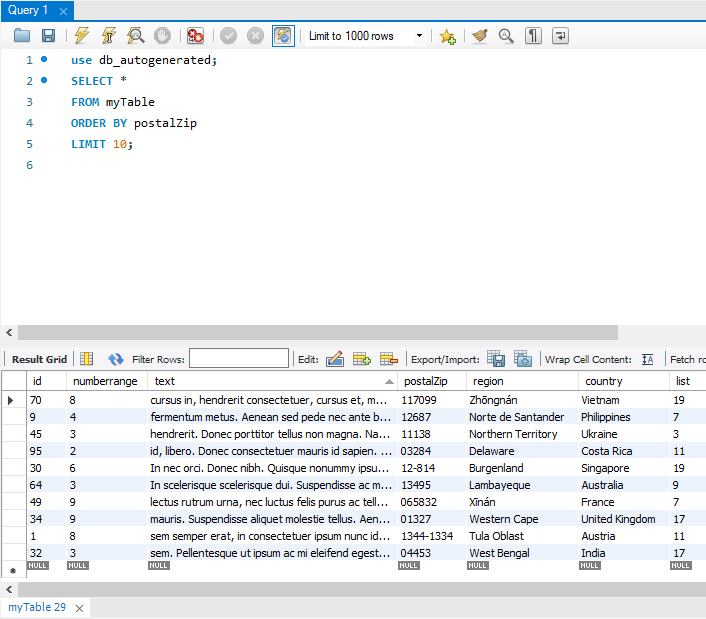 Query 1
Limit to 1000 rows
1 use db_autogenerated;
2 SELECT *
3 FROM myTable
4 ORDER BY postalZip
5 LIMIT 10;
6
Result Grid Filter Rows: Edit: Export/Import: Wrap Cell Content: IA Fetch ro
id numberrange text postalZip region country list
70 8 cursus in, hendrerit consectetuer, cursus et, m... 117099 Zhōngnán Vietnam 19
9 4 fermentum metus. Aenean sed pede nec ante b... 12687 Norte de Santander Philippines 7
45 3 hendrerit. Donec porttitor tellus non magna. Na... 11138 Northern Territory Ukraine 3
95 2 id, libero. Donec consectetuer mauris id sapien. ... 03284 Delaware Costa Rica 11
30 6 In nec orci. Donec nibh. Quisque nonummy ipsu... 12-814 Burgenland Singapore 19
64 3 In scelerisque scelerisque dui. Suspendisse ac m... 13495 Lambayeque Australia 9
49 9 lectus rutrum urna, nec luctus felis purus ac tell... 065832 Xīnán France 7
34 9 mauris. Suspendisse aliquet molestie tellus. Aen... 01327 Western Cape United Kingdom 17
1 8 sem semper erat, in consectetuer ipsum nunc id... 1344-1334 Tula Oblast Austria 11
32 3 sem. Pellentesque ut ipsum ac mi eleifend egest... 04453 West Bengal India 17
NULL NULL NULL NULL NULL NULL NULL
myTable 29